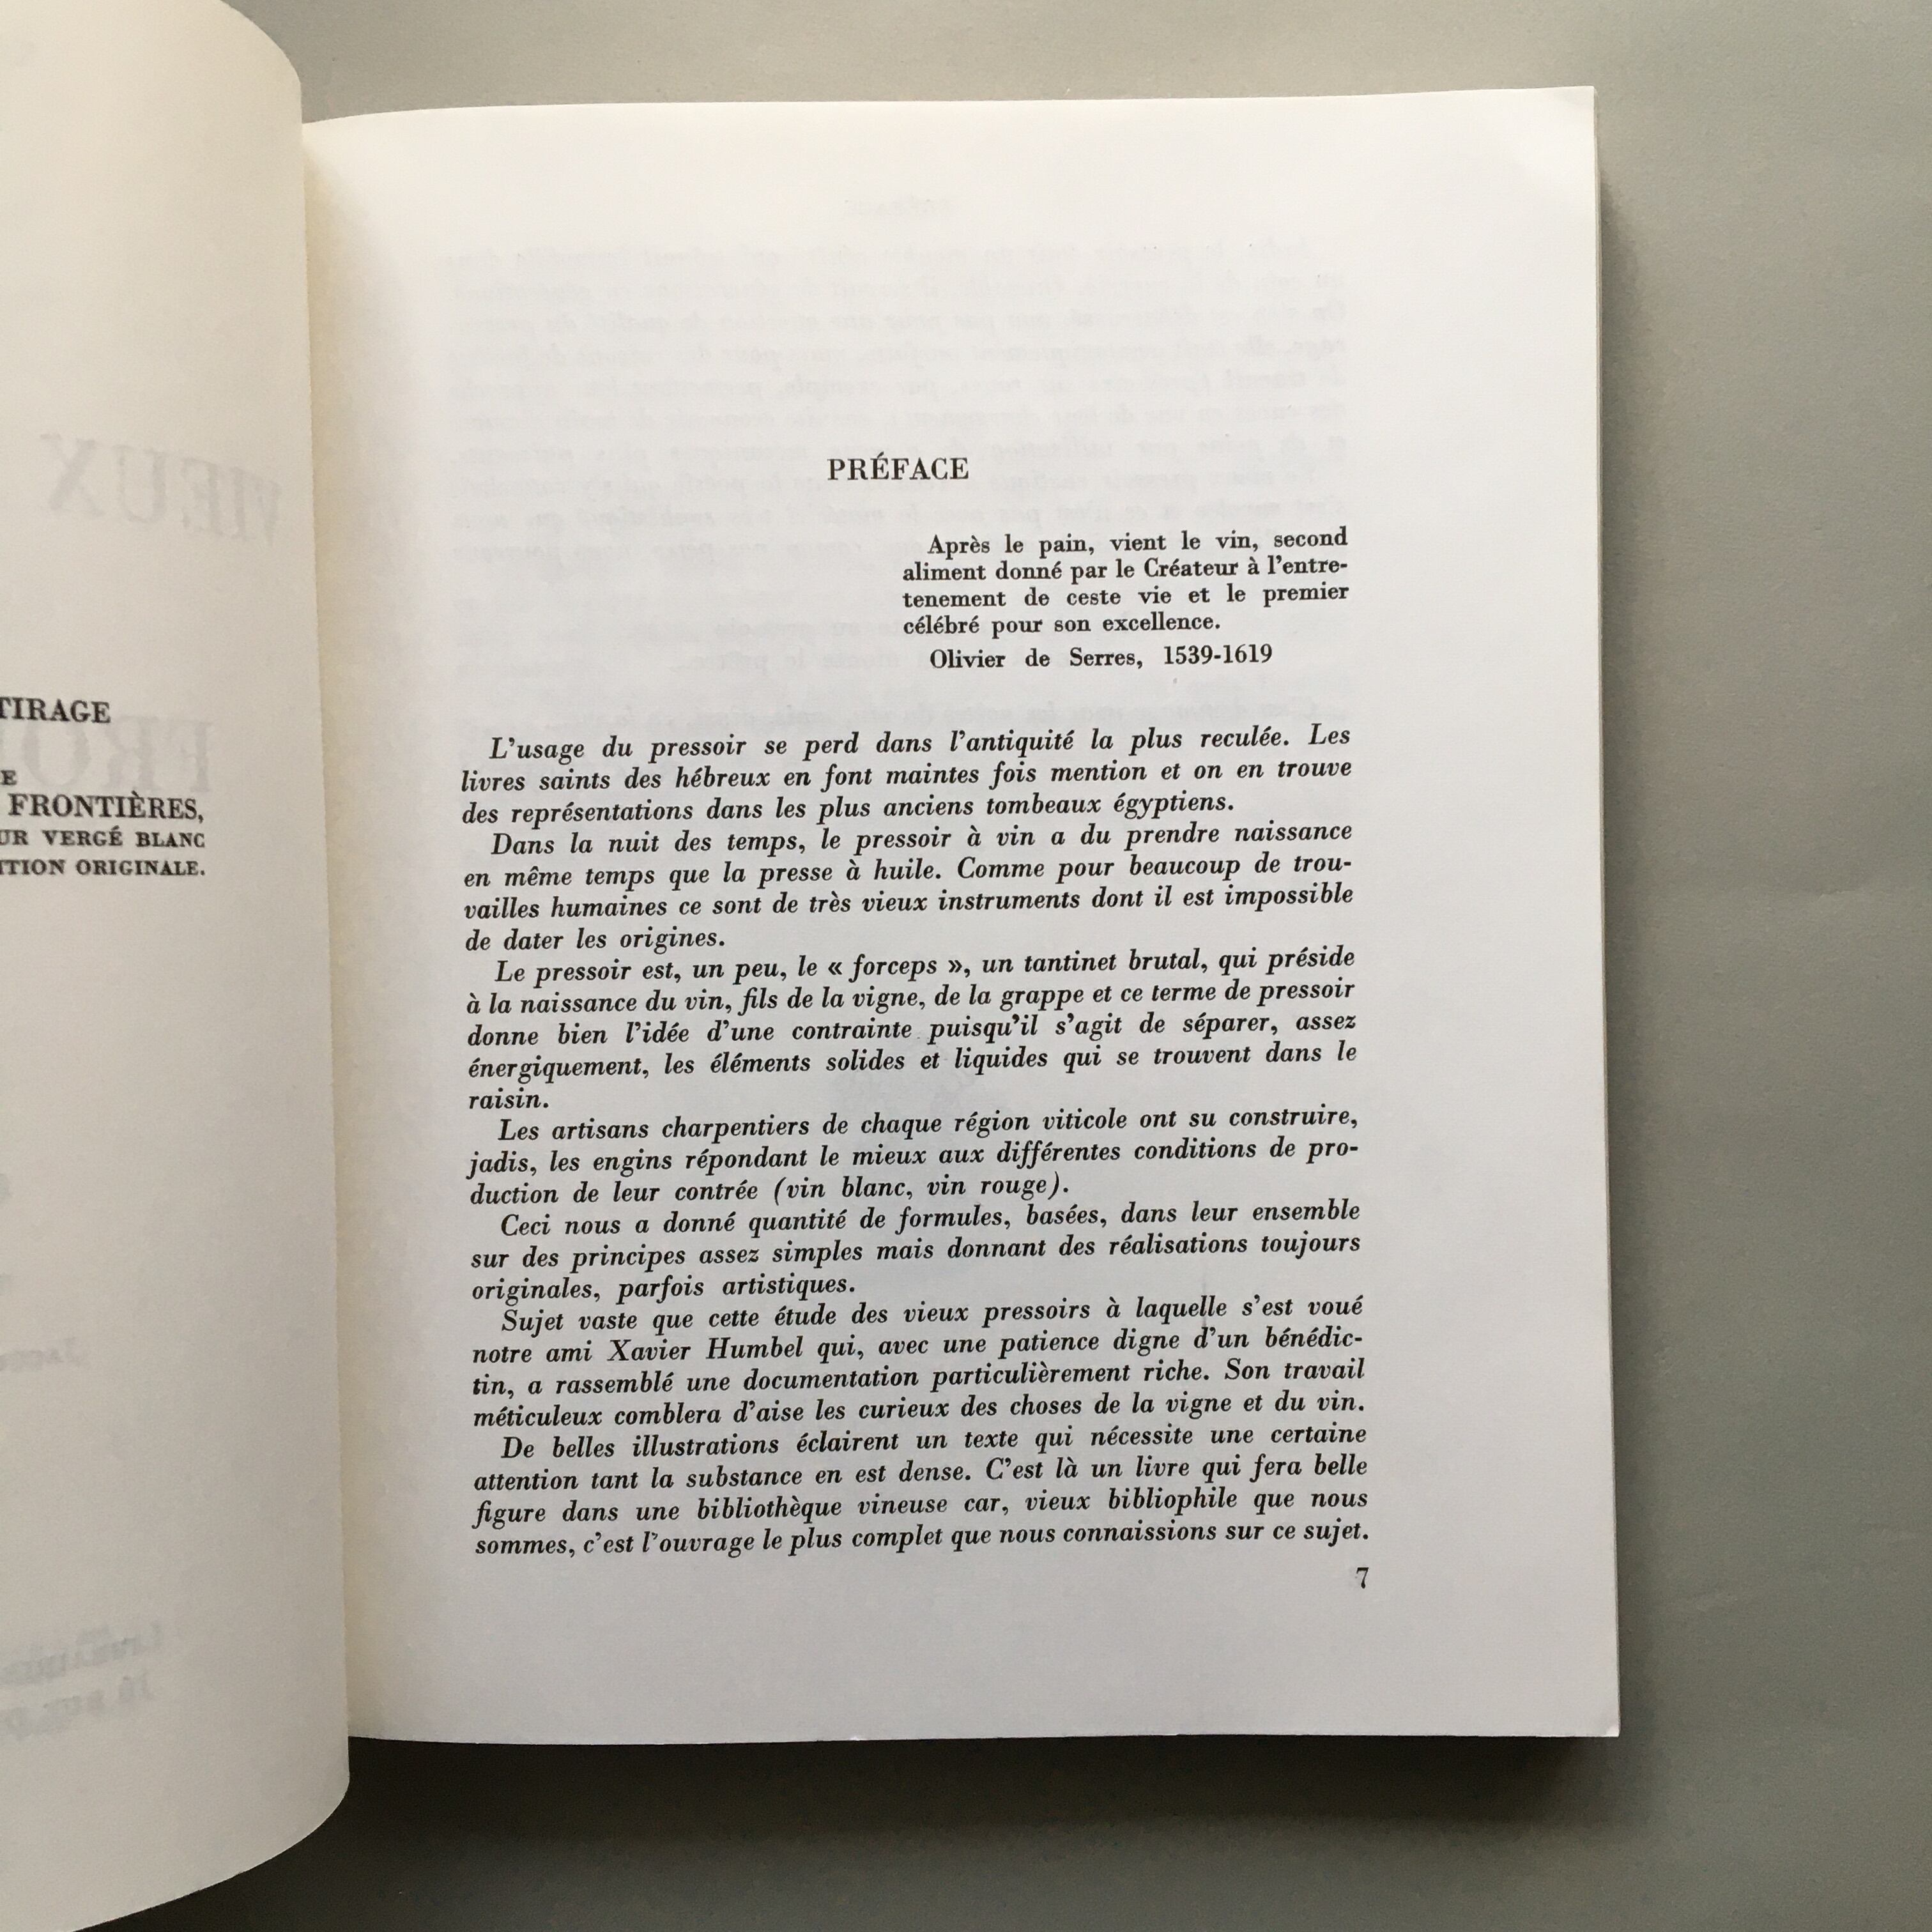 TIRAGE
FRONTIÈRES,
VERGÉ BLANC
ORIGINALE.
PRÉFACE
Après le pain, vient le vin, second
aliment donné par le Créateur à l'entre-
tenement de ceste vie et le premier
célébré pour son excellence.
Olivier de Serres, 1539-1619
L'usage du pressoir se perd dans l'antiquité la plus reculée. Les
livres saints des hébreux en font maintes fois mention et on en trouve
des représentations dans les plus anciens tombeaux égyptiens.
Dans la nuit des temps, le pressoir à vin a du prendre naissance
en même temps que la presse à huile. Comme pour beaucoup de trou-
vailles humaines ce sont de très vieux instruments dont il est impossible
de dater les origines.
Le pressoir est, un peu, le « forceps », un tantinet brutal, qui préside
à la naissance du vin, fils de la vigne, de la grappe et ce terme de pressoir
donne bien l'idée d'une contrainte puisqu'il s'agit de séparer, assez
énergiquement, les éléments solides et liquides qui se trouvent dans le
raisin.
Les artisans charpentiers de chaque région viticole ont su construire,
jadis, les engins répondant le mieux aux différentes conditions de pro-
duction de leur contrée (vin blanc, vin rouge).
Ceci nous a donné quantité de formules, basées, dans leur ensemble
sur des principes assez simples mais donnant des réalisations toujours
originales, parfois artistiques.
Sujet vaste que cette étude des vieux pressoirs à laquelle s'est voué
notre ami Xavier Humbel qui, avec une patience digne d'un bénédic-
tin, a rassemblé une documentation particulièrement riche. Son travail
méticuleux comblera d'aise les curieux des choses de la vigne et du vin.
De belles illustrations éclairent un texte qui nécessite une certaine
attention tant la substance en est dense. C'est là un livre qui fera belle
figure dans une bibliothèque vineuse car, vieux bibliophile que nous
sommes, c'est l'ouvrage le plus complet que nous connaissions sur ce sujet.
7